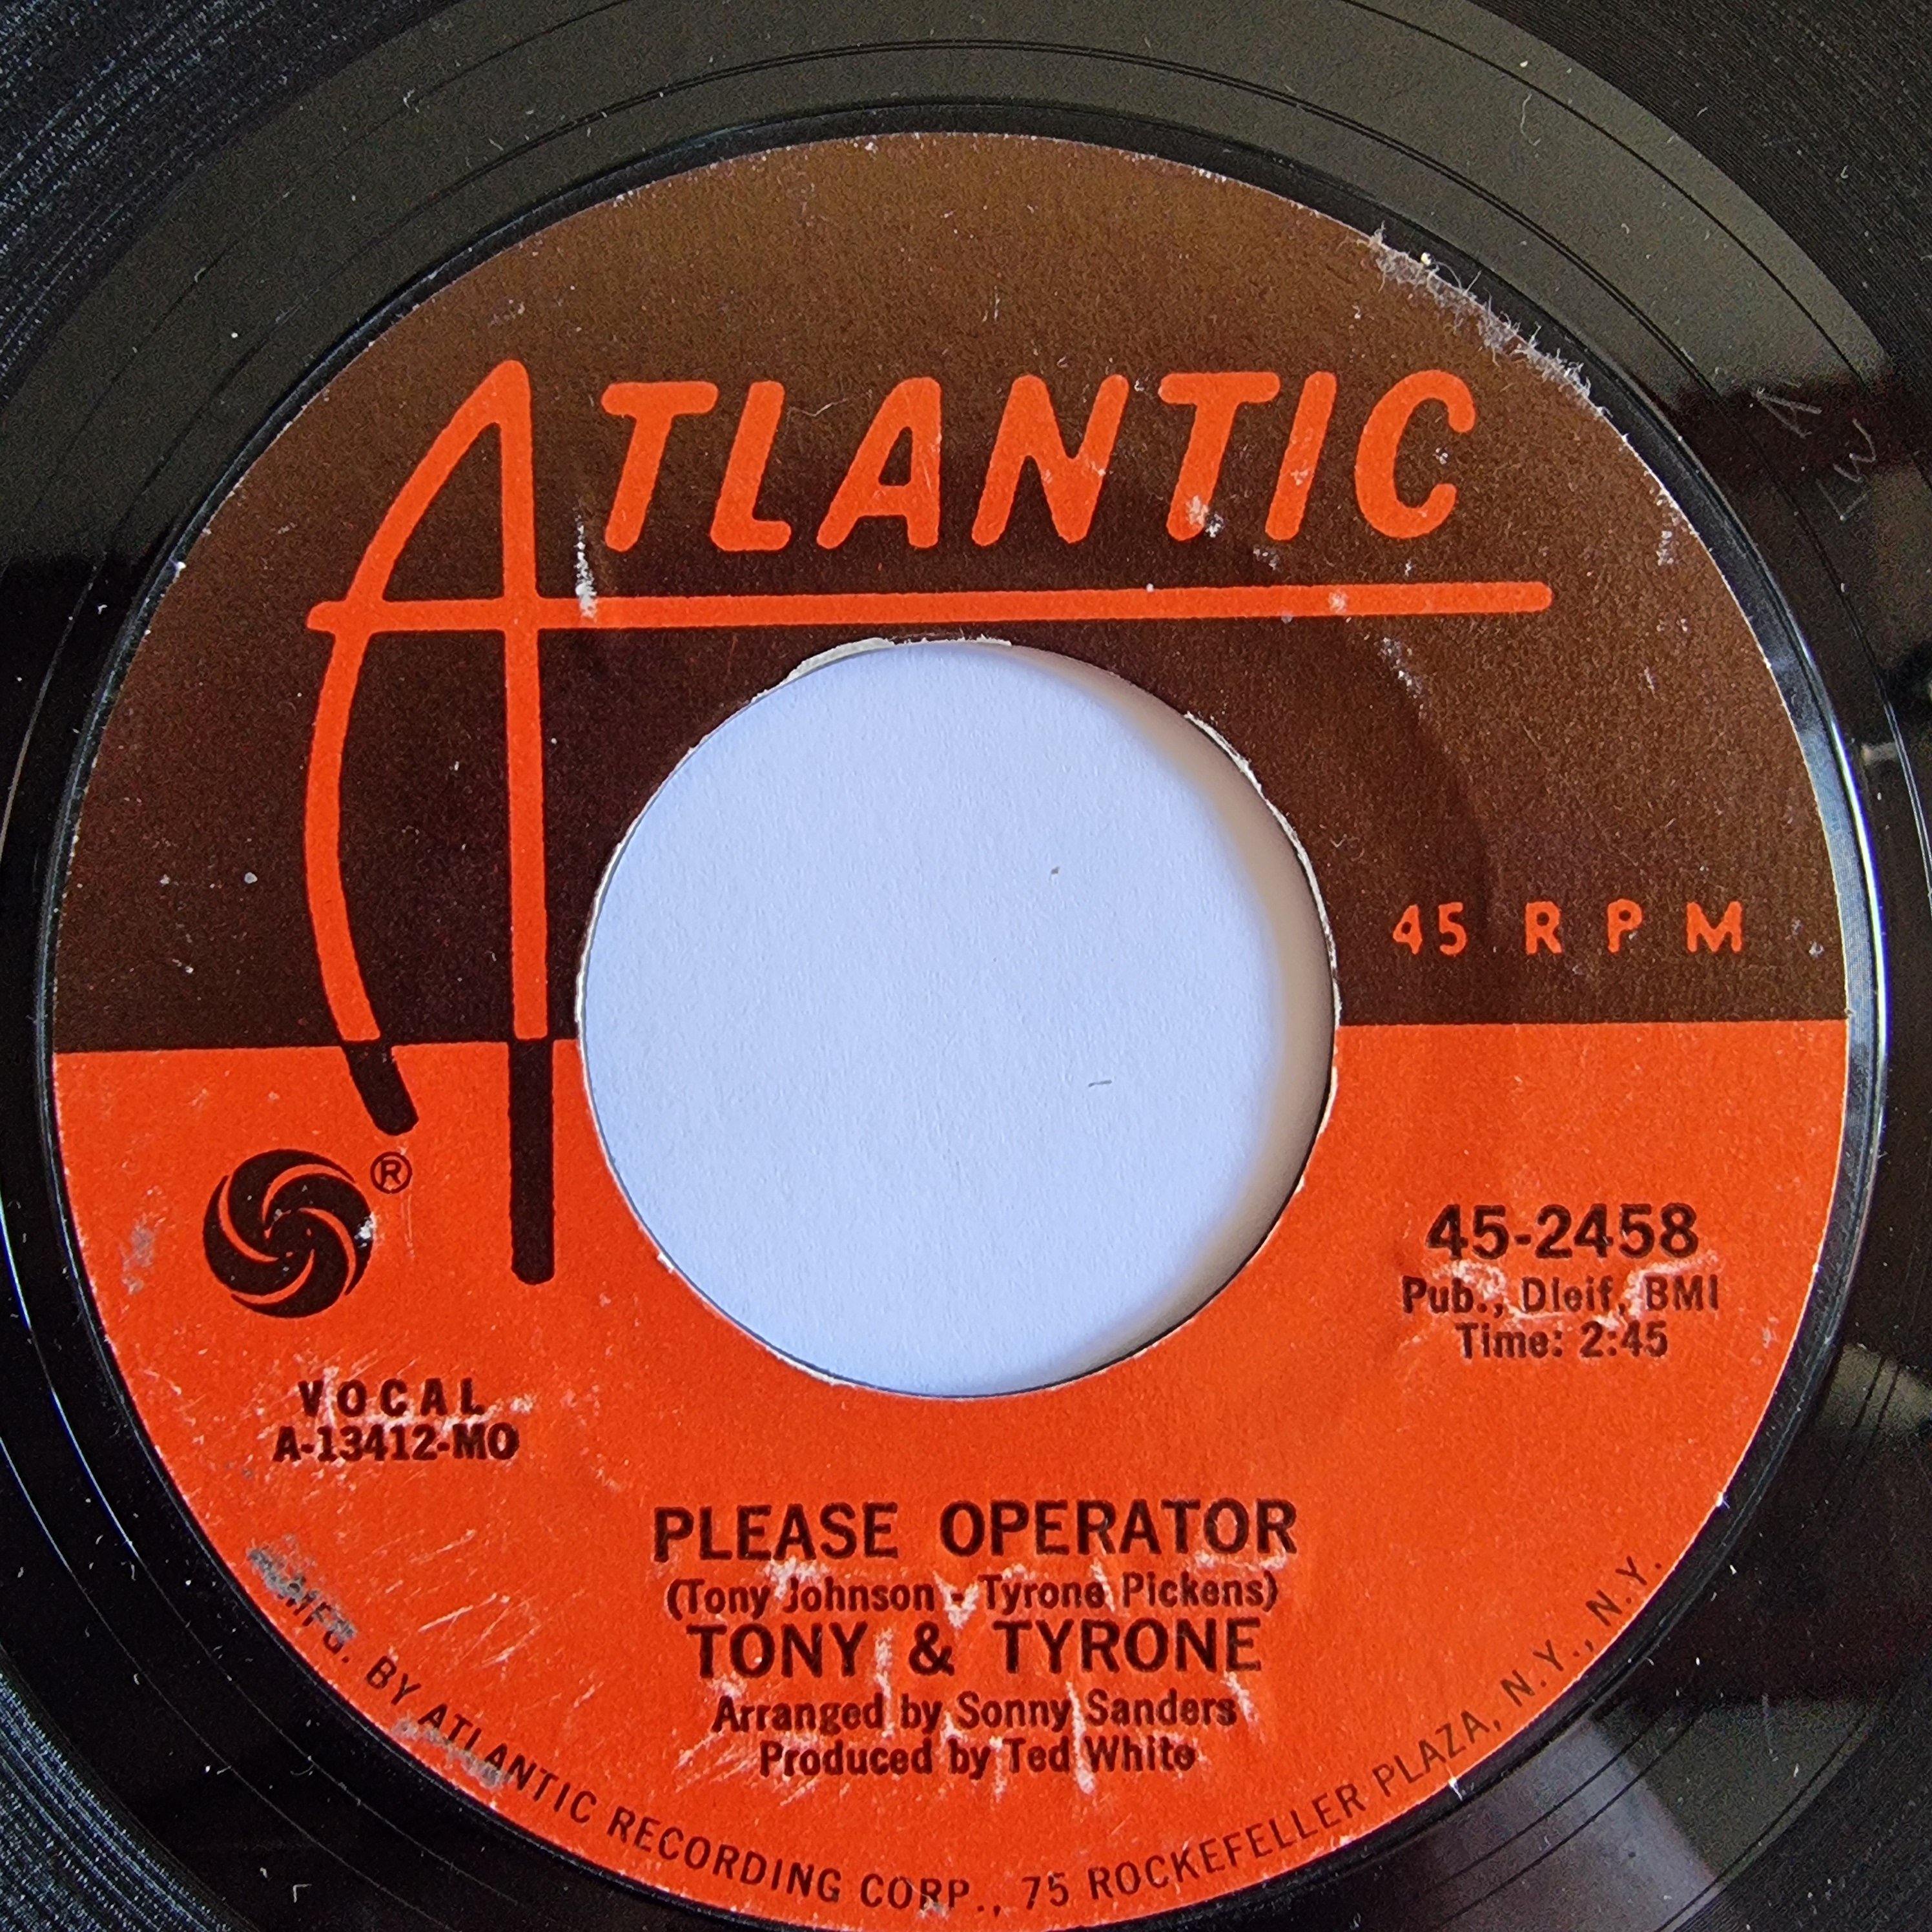 ATLANTIC
45 RPM
®
45-2458
Pub., Dleif, BMI
Time: 2:45
VOCAL
A-13412-MO
PLEASE OPERATOR
(Tony Johnson - Tyrone Pickens)
TONY & TYRONE
Arranged by Sonny Sanders
Produced by Ted White
MFG. BY ATLANTIC RECORDING CORP., 75 ROCKEFELLER PLAZA, N.Y., N.Y.